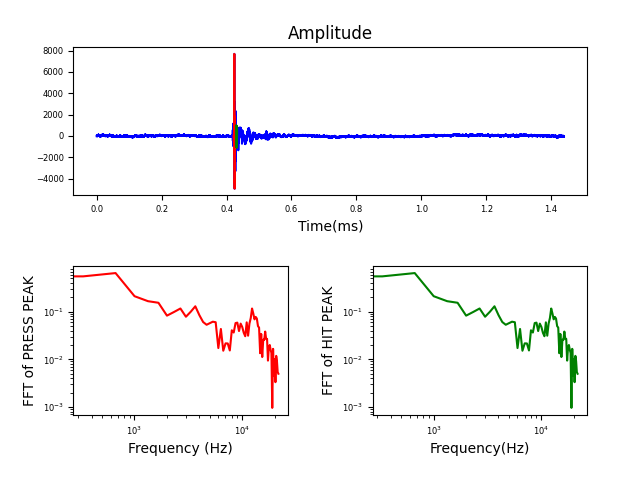 Amplitude
8000
6000
4000
2000
0
−2000
−4000
0.0 0.2 0.4 0.6 0.8 1.0 1.2 1.4
Time(ms)
FFT of PRESS PEAK
10⁻¹
10⁻²
10⁻³
10³ 10⁴
Frequency (Hz)
FFT of HIT PEAK
10⁻¹
10⁻²
10⁻³
10³ 10⁴
Frequency(Hz)